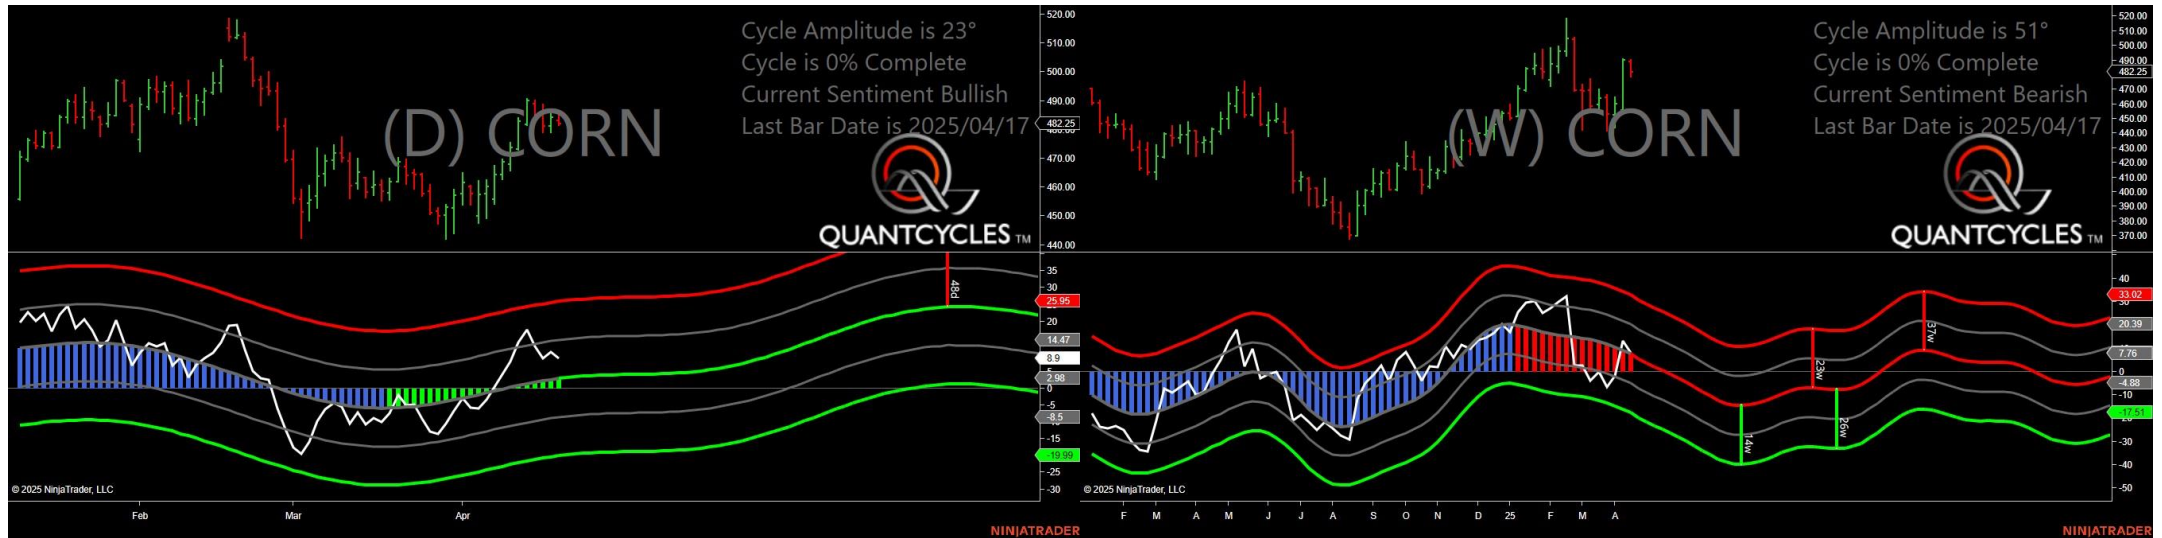 Cycle Amplitude is 23°
Cycle is 0% Complete
Current Sentiment Bullish
Last Bar Date is 2025/04/17
(D) CORN
QUANTCYCLES TM
520.00
510.00
500.00
490.00
482.25
480.00
470.00
460.00
450.00
440.00
48d
35
30
25.95
20
14.47
8.9
5
2.98
0
-5
-8.5
-15
-19.99
-25
-30
© 2025 NinjaTrader, LLC
Feb
Mar
Apr
NINJATRADER
Cycle Amplitude is 51°
Cycle is 0% Complete
Current Sentiment Bearish
Last Bar Date is 2025/04/17
(W) CORN
QUANTCYCLES TM
520.00
510.00
500.00
490.00
482.25
470.00
460.00
450.00
440.00
430.00
420.00
410.00
400.00
390.00
380.00
370.00
14w
23w
26w
37w
40
33.02
30
20.39
7.76
0
-4.88
-10
-17.51
-30
-40
-50
© 2025 NinjaTrader, LLC
F M A M J J A S O N D 25 F M A
NINJATRADER